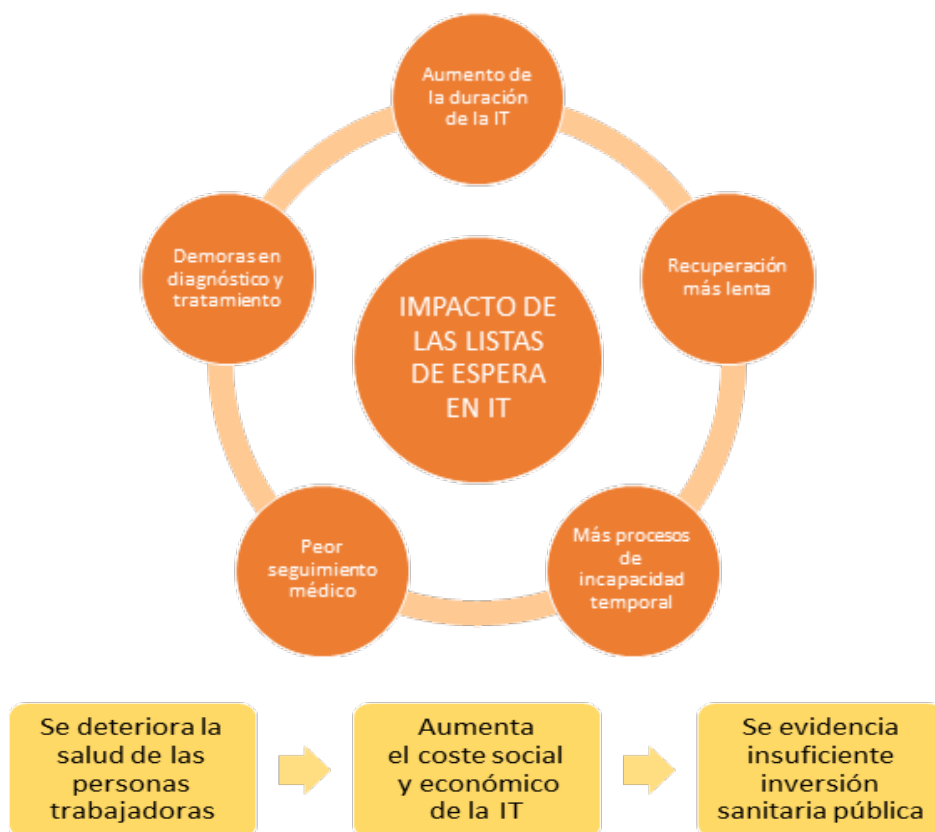 Aumento de
la duración
de la IT
Demoras en
diagnóstico y
tratamiento
Recuperación
más lenta
IMPACTO DE
LAS LISTAS
DE ESPERA
EN IT
Peor
seguimiento
médico
Más procesos
de
incapacidad
temporal
Se deteriora la
salud de las
personas
trabajadoras
Aumenta
el coste social
y económico
de la IT
Se evidencia
insuficiente
inversión
sanitaria pública